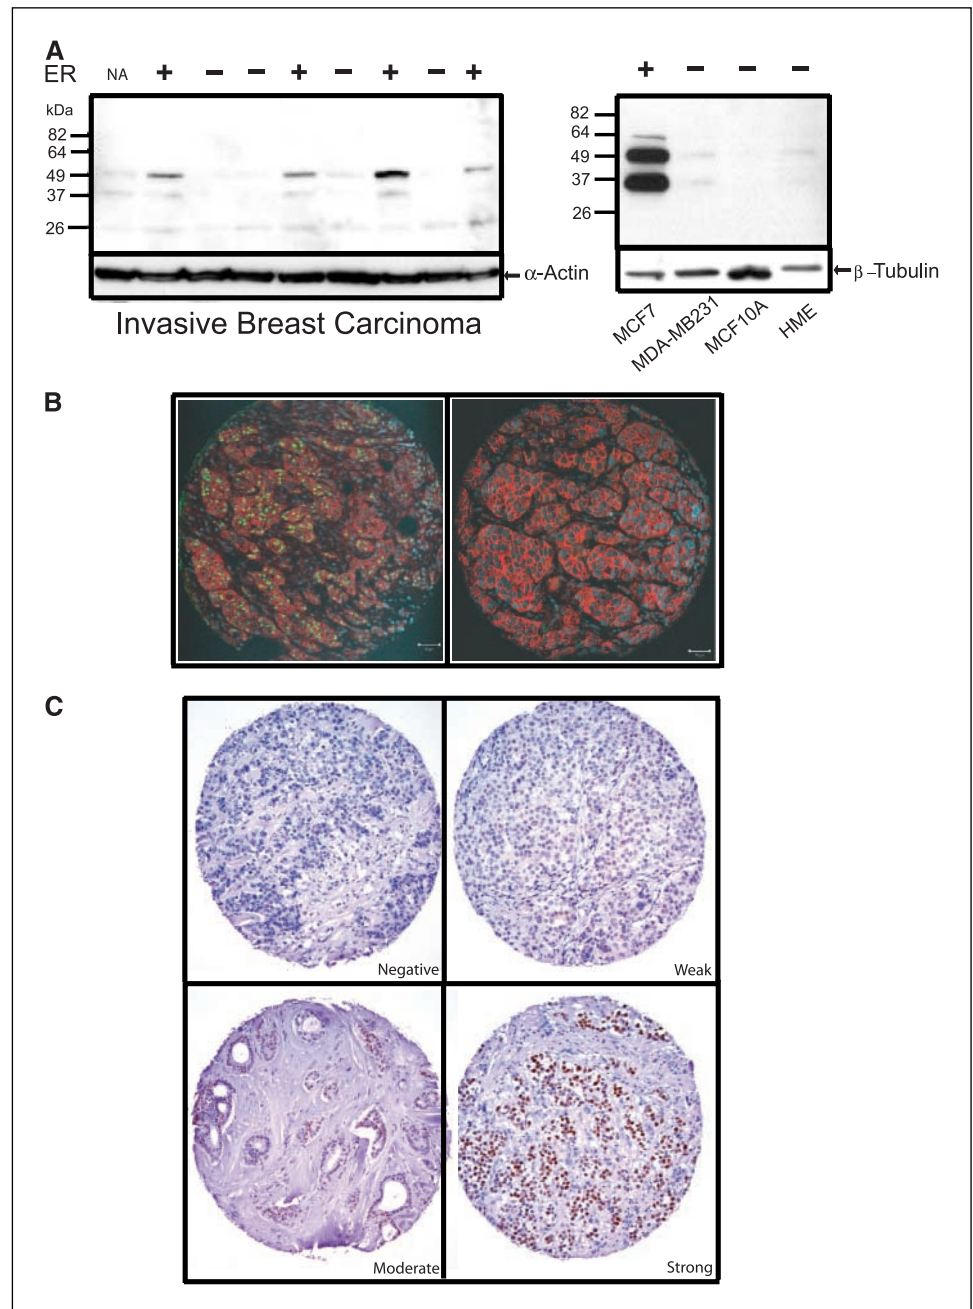 A
ER NA + − − + − + − +
kDa
82
64
49
37
26
α-Actin
Invasive Breast Carcinoma
+ − − −
82
64
49
37
26
β-Tubulin
MCF7
MDA-MB231
MCF10A
HME
B
C
Negative
Weak
Moderate
Strong